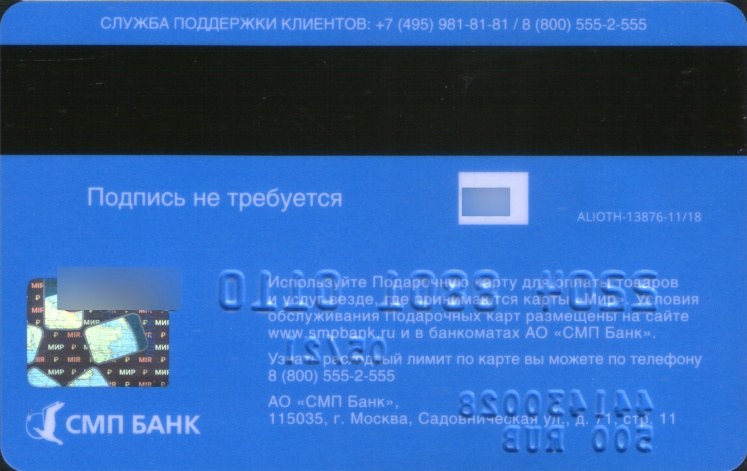 СЛУЖБА ПОДДЕРЖКИ КЛИЕНТОВ: +7 (495) 981-81-81 / 8 (800) 555-2-555
Подпись не требуется
ALIOTH-13876-11/18
Используйте Подарочную карту для оплаты товаров
и услуг везде, где принимаются карты «Мир». Условия
обслуживания Подарочных карт размещены на сайте
www.smpbank.ru и в банкоматах АО «СМП Банк».
Узнать расходный лимит по карте вы можете по телефону
8 (800) 555-2-555
АО «СМП Банк»,
115035, г. Москва, Садовническая ул., д. 71, стр. 11
500 RUB
СМП БАНК